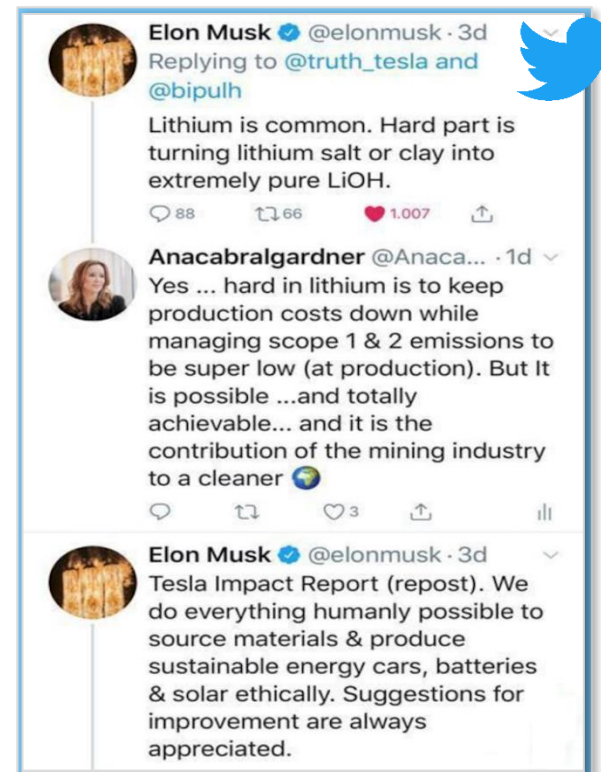 Elon Musk @elonmusk · 3d
Replying to @truth_tesla and
@bipulh
Lithium is common. Hard part is
turning lithium salt or clay into
extremely pure LiOH.
88 66 1.007
Anacabralgardner @Anaca... · 1d
Yes ... hard in lithium is to keep
production costs down while
managing scope 1 & 2 emissions to
be super low (at production). But It
is possible ...and totally
achievable... and it is the
contribution of the mining industry
to a cleaner 🌍
3
Elon Musk @elonmusk · 3d
Tesla Impact Report (repost). We
do everything humanly possible to
source materials & produce
sustainable energy cars, batteries
& solar ethically. Suggestions for
improvement are always
appreciated.